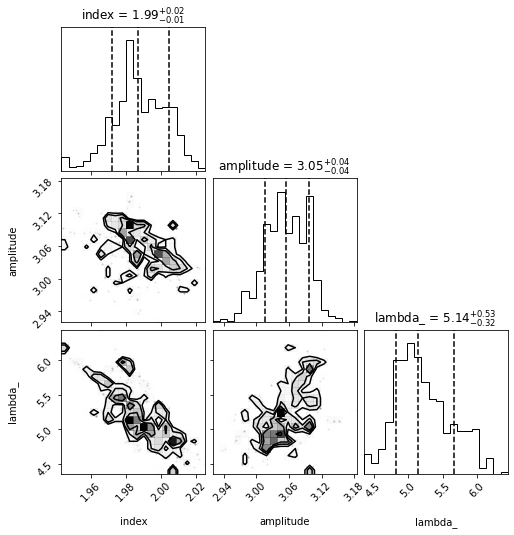 index = 1.99+0.02−0.01
amplitude = 3.05+0.04−0.04
3.18
3.12
3.06
3.00
2.94
amplitude
lambda_ = 5.14+0.53−0.32
6.0
5.5
5.0
4.5
lambda_
1.96
1.98
2.00
2.02
index
2.94
3.00
3.06
3.12
3.18
amplitude
4.5
5.0
5.5
6.0
lambda_